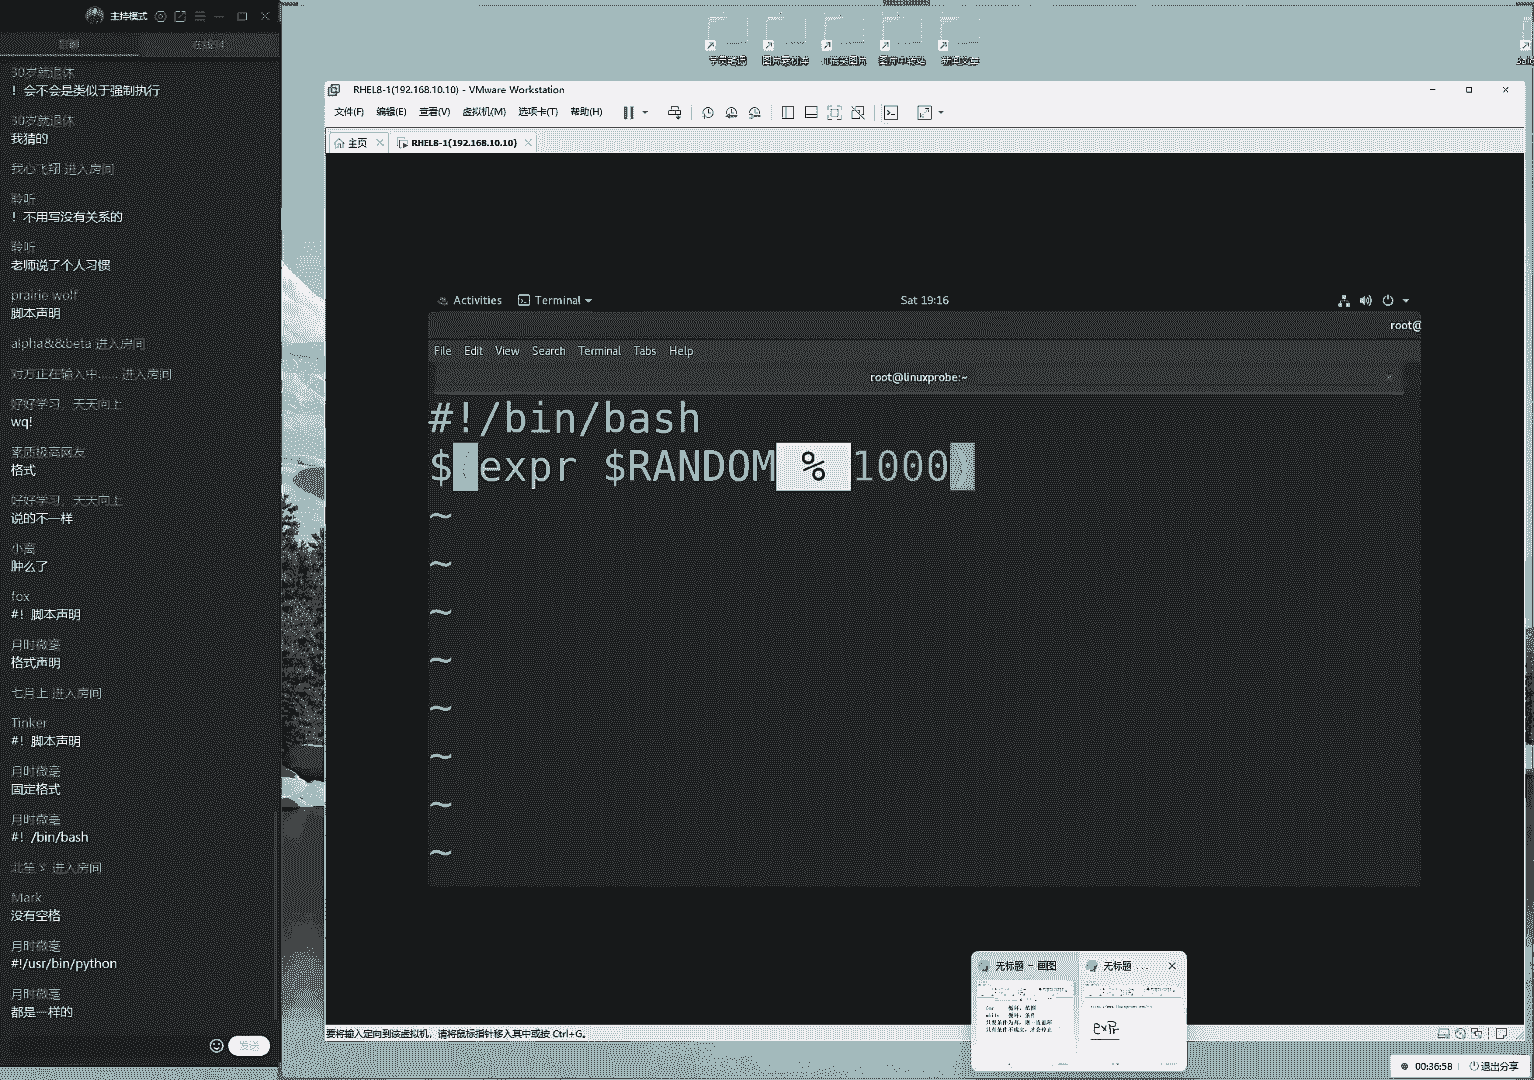 主持模式
30岁就退休
！会不会是类似于强制执行
30岁就退休
我猜的
我心飞翔 进入房间
聆听
！不用写没有关系的
聆听
老师说了个人习惯
prairie wolf
脚本声明
alpha&&beta 进入房间
对方正在输入中...... 进入房间
好好学习，天天向上
wq!
素质极高网友
格式
好好学习，天天向上
说的不一样
小离
肿么了
fox
#！脚本声明
月时微毫
格式声明
七月上 进入房间
Tinker
#！脚本声明
月时微毫
固定格式
月时微毫
#！/bin/bash
进入房间
Mark
没有空格
月时微毫
#!/usr/bin/python
月时微毫
都是一样的
发送
RHEL8-1(192.168.10.10) - VMware Workstation
文件(F) 编辑(E) 查看(V) 虚拟机(M) 选项卡(T) 帮助(H)
主页 RHEL8-1(192.168.10.10)
Activities Terminal Sat 19:16
root@
File Edit View Search Terminal Tabs Help
root@linuxprobe:~
#!/bin/bash
$(expr $RANDOM % 1000)
~
~
~
~
~
~
~
~
无标题 - 画图 无标题 ...
expr
要将输入定向到该虚拟机，请将鼠标指针移入其中或按 Ctrl+G。
00:36:58 退出分享